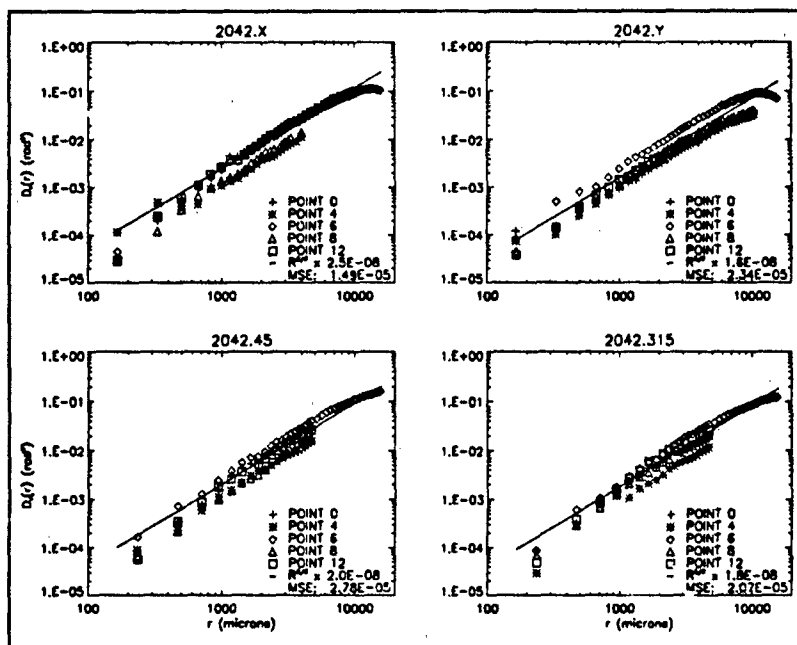 2042.X
1.E+00
1.E-01
1.E-02
1.E-03
1.E-04
1.E-05
(rad²)
+ POINT 0
✳ POINT 4
◇ POINT 6
△ POINT 8
□ POINT 12
x 2.5E-08
MSE: 1.49E-05
100
1000
10000
2042.Y
1.E+00
1.E-01
1.E-02
1.E-03
1.E-04
1.E-05
+ POINT 0
✳ POINT 4
◇ POINT 6
△ POINT 8
□ POINT 12
x 1.6E-08
MSE: 2.34E-05
100
1000
10000
2042.45
1.E+00
1.E-01
1.E-02
1.E-03
1.E-04
1.E-05
(rad²)
+ POINT 0
✳ POINT 4
◇ POINT 6
△ POINT 8
□ POINT 12
x 2.0E-08
MSE: 2.78E-05
100
1000
10000
r (microns)
2042.315
1.E+00
1.E-01
1.E-02
1.E-03
1.E-04
1.E-05
+ POINT 0
✳ POINT 4
◇ POINT 6
△ POINT 8
□ POINT 12
x 1.8E-08
MSE: 2.07E-05
100
1000
10000
r (microns)